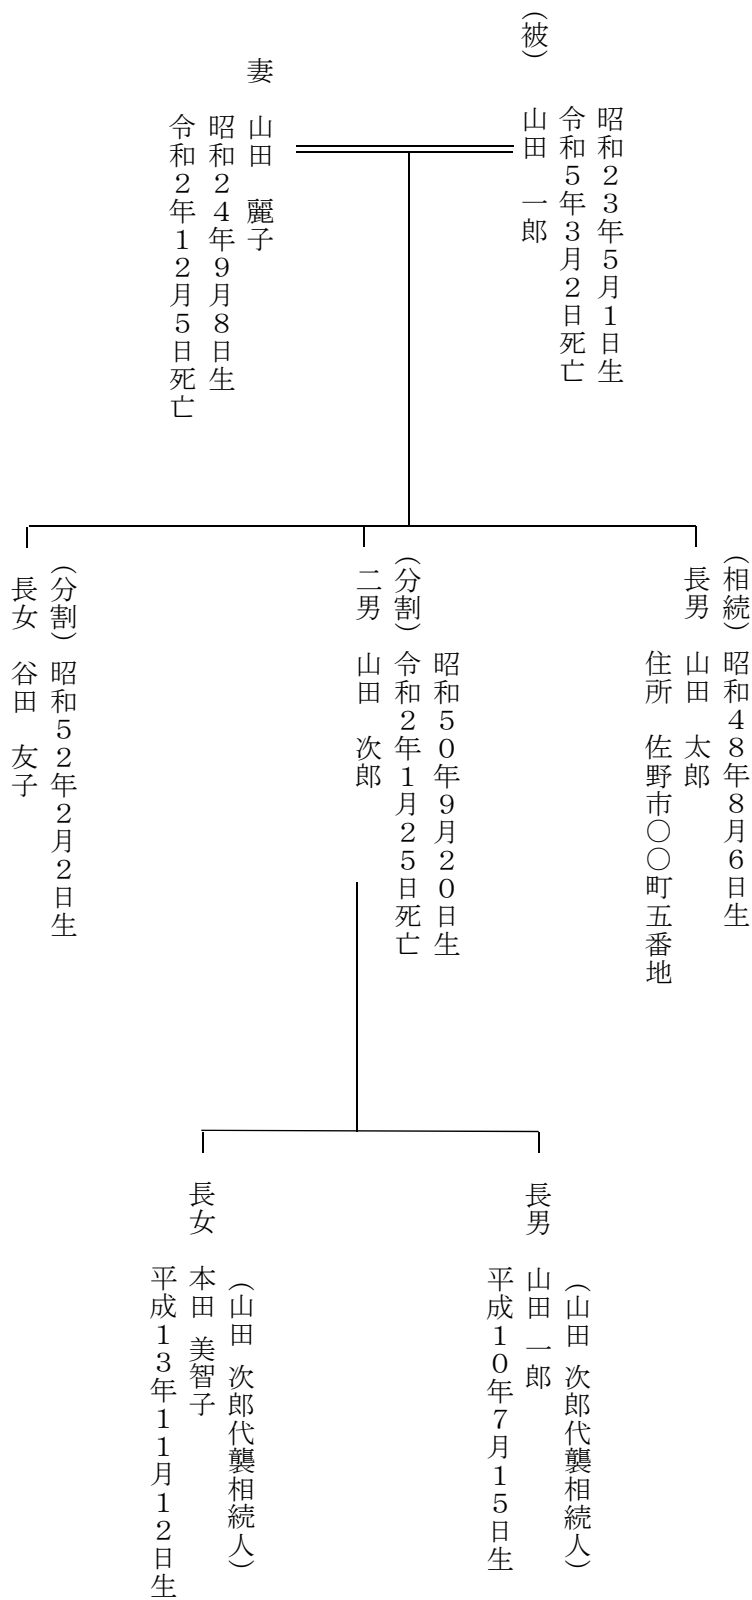 (被)
昭和23年5月1日生
令和5年3月2日死亡
山田 一郎
妻 山田 麗子
昭和24年9月8日生
令和2年12月5日死亡
(相続) 昭和48年8月6日生
長男 山田 太郎
住所 佐野市〇〇町五番地
昭和50年9月20日生
(分割) 令和2年1月25日死亡
二男 山田 次郎
(分割) 昭和52年2月2日生
長女 谷田 友子
(山田 次郎代襲相続人)
長男 山田 一郎
平成10年7月15日生
(山田 次郎代襲相続人)
長女 本田 美智子
平成13年11月12日生